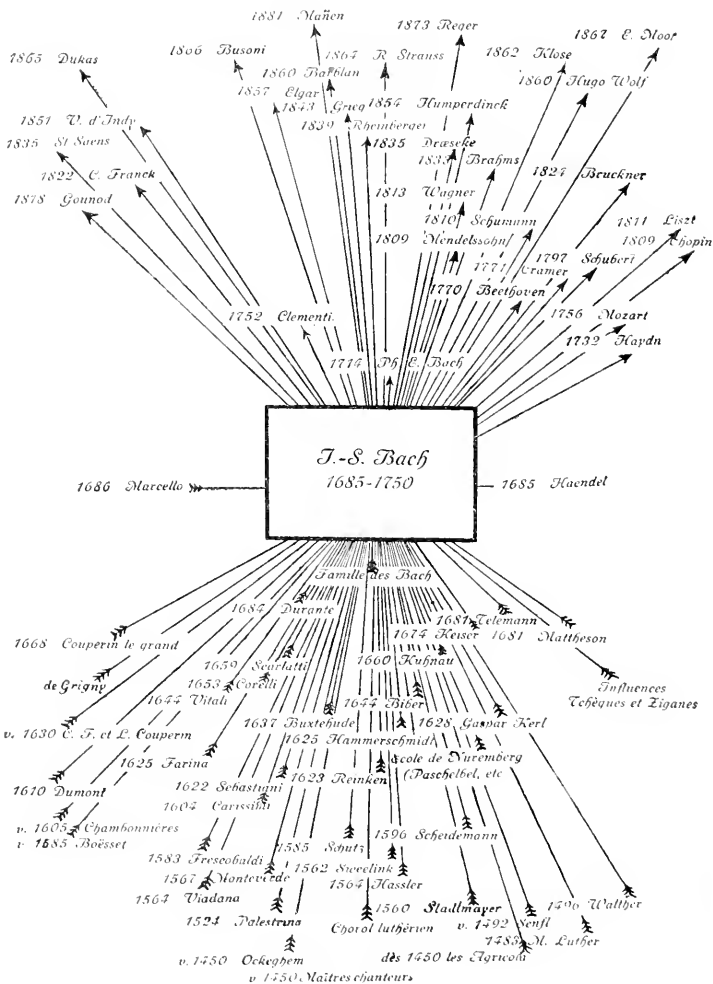 1881 Mañen
1873 Reger
1867 E. Moor
1865 Dukas
1866 Busoni
1864 R. Strauss
1862 Klose
1860 Barblan
1860 Hugo Wolf
1857 Elgar
1843 Grieg
1854 Humperdinck
1851 V. d'Indy
1839 Rheinberger
1835 St Saens
1835 Draeseke
1833 Brahms
1822 C. Franck
1824 Bruckner
1818 Gounod
1813 Wagner
1810 Schumann
1811 Liszt
1809 Chopin
1809 Mendelssohn
1797 Schubert
1771 Cramer
1770 Beethoven
1752 Clementi.
1756 Mozart
1732 Haydn
1714 Ph. E. Bach
J.-S. Bach
1685-1750
1686 Marcello
1685 Haendel
Famille des Bach
1684 Durante
1681 Telemann
1668 Couperin le grand
1674 Keiser
1681 Mattheson
1659 Scarlatti
1660 Kuhnau
de Grigny
1653 Corelli
Influences
Tchèques et Ziganes
1644 Vitali
1644 Biber
v. 1630 C. F. et L. Couperin
1637 Buxtehude
1628 Gaspar Kerl
1625 Hammerschmidt
1625 Farina
École de Nuremberg
(Paschelbel, etc
1610 Dumont
1622 Sebastiani
1623 Reinken
1604 Carissimi
v. 1605 Chambonnières
v 1585 Boësset
1585 Schutz
1596 Scheidemann
1583 Frescobaldi
1562 Sweelink
1567 Monteverde
1564 Hassler
1564 Viadana
1560 Stadlmayer
1496 Walther
1524 Palestrina
Choral luthérien
v. 1492 Senfl
1483 M. Luther
v. 1450 Ockeghem
dès 1450 les Agricola
v 1450 Maîtres chanteurs